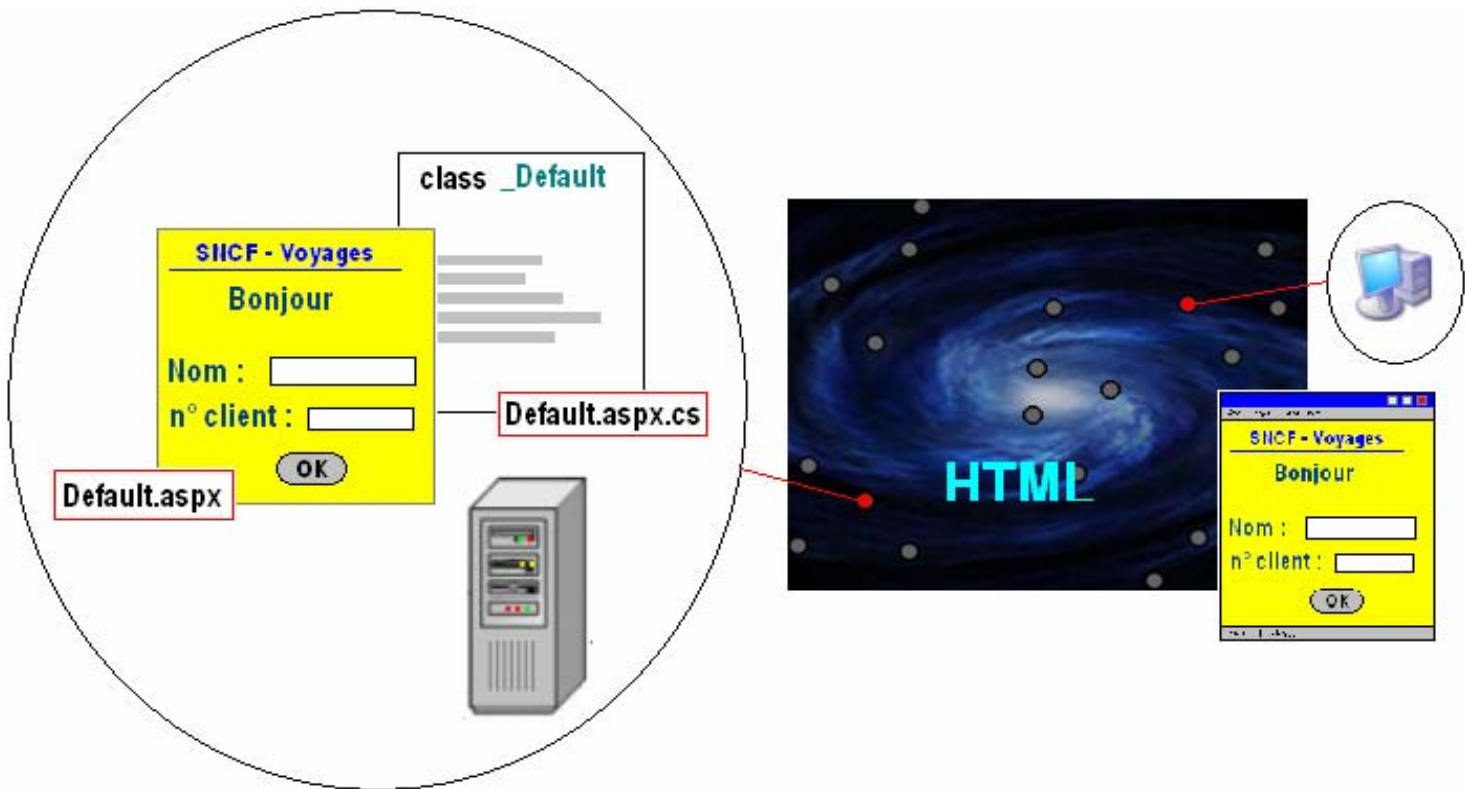 class _Default
SNCF - Voyages
Bonjour
Nom :
n° client :
OK
Default.aspx.cs
Default.aspx
HTML
SNCF - Voyages
Bonjour
Nom :
n° client :
OK